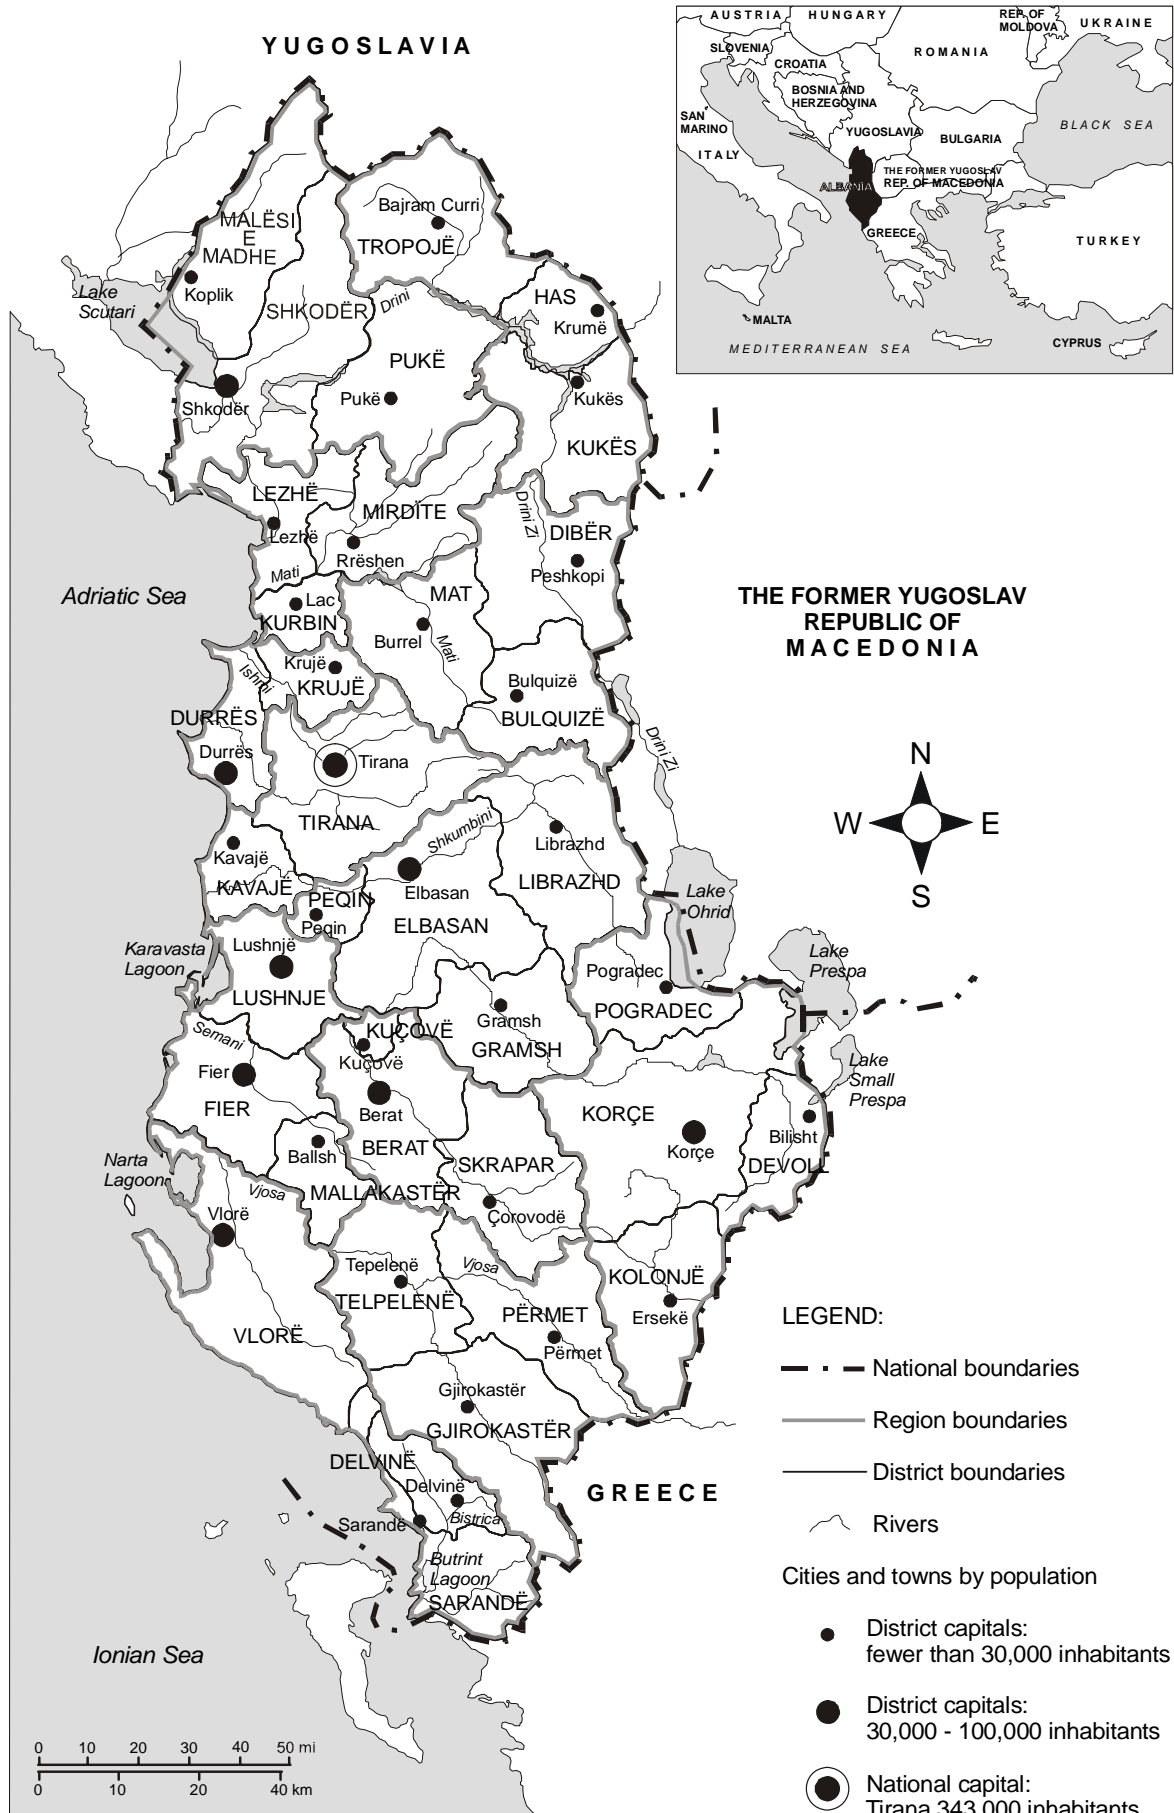 YUGOSLAVIA
AUSTRIA
HUNGARY
REP. OF
MOLDOVA
UKRAINE
SLOVENIA
CROATIA
ROMANIA
BOSNIA AND
HERZEGOVINA
SAN
MARINO
ITALY
YUGOSLAVIA
BULGARIA
BLACK SEA
ALBANIA
THE FORMER YUGOSLAV
REP. OF MACEDONIA
GREECE
TURKEY
MALTA
MEDITERRANEAN SEA
CYPRUS
Bajram Curri
TROPOJË
MALËSI
E
MADHE
Koplik
Lake
Scutari
SHKODËR
Drini
HAS
Krumë
PUKË
Pukë
Shkodër
Kukës
KUKËS
LEZHË
Lezhë
MIRDÏTE
Rrëshen
Drini Zi
DIBËR
Peshkopi
Mati
Lac
KURBIN
MAT
Burrel
Mati
Adriatic Sea
THE FORMER YUGOSLAV
REPUBLIC OF
MACEDONIA
Krujë
KRUJË
Ishmi
Bulquizë
BULQUIZË
DURRËS
Durrës
Tirana
TIRANA
Drini Zi
N
W
E
S
Shkumbini
Librazhd
LIBRAZHD
Kavajë
KAVAJË
Elbasan
ELBASAN
PEQIN
Peqin
Lake
Ohrid
Karavasta
Lagoon
Lushnjë
LUSHNJE
Lake
Prespa
Pogradec
POGRADEC
Gramsh
GRAMSH
Semani
KUÇOVË
Kuçovë
Lake
Small
Prespa
Fier
FIER
Berat
BERAT
KORÇE
Korçe
Bilisht
DEVOLL
Ballsh
MALLAKASTËR
SKRAPAR
Çorovodë
Narta
Lagoon
Vjosa
Vlorë
VLORË
Tepelenë
TELPELENË
Vjosa
PËRMET
Përmet
KOLONJË
Ersekë
Gjirokastër
GJIROKASTËR
DELVINË
Delvinë
Bistrica
Sarandë
Butrint
Lagoon
SARANDË
GREECE
Ionian Sea
LEGEND:
National boundaries
Region boundaries
District boundaries
Rivers
Cities and towns by population
District capitals:
fewer than 30,000 inhabitants
District capitals:
30,000 - 100,000 inhabitants
National capital:
Tirana 343,000 inhabitants
0 10 20 30 40 50 mi
0 10 20 40 km